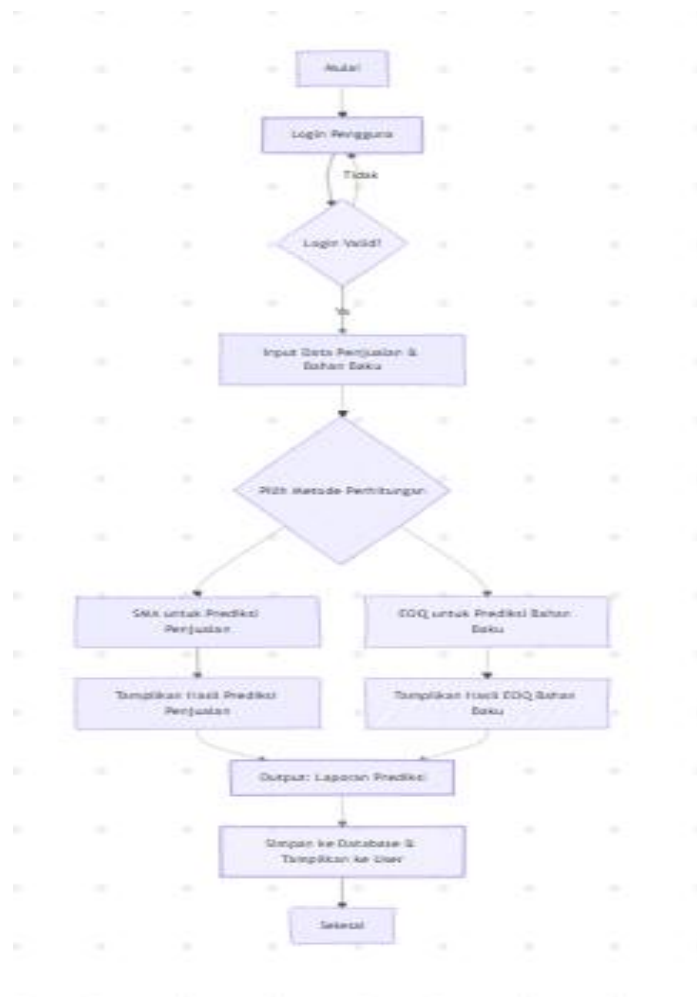 Mulai
Login Pengguna
Tidak
Login Valid?
Ya
Input Data Penjualan &
Bahan Baku
Pilih Metode Perhitungan
SMA untuk Prediksi
Penjualan
EOQ untuk Prediksi Bahan
Baku
Tampilkan Hasil Prediksi
Penjualan
Tampilkan Hasil EOQ Bahan
Baku
Output: Laporan Prediksi
Simpan ke Database &
Tampilkan ke User
Selesai